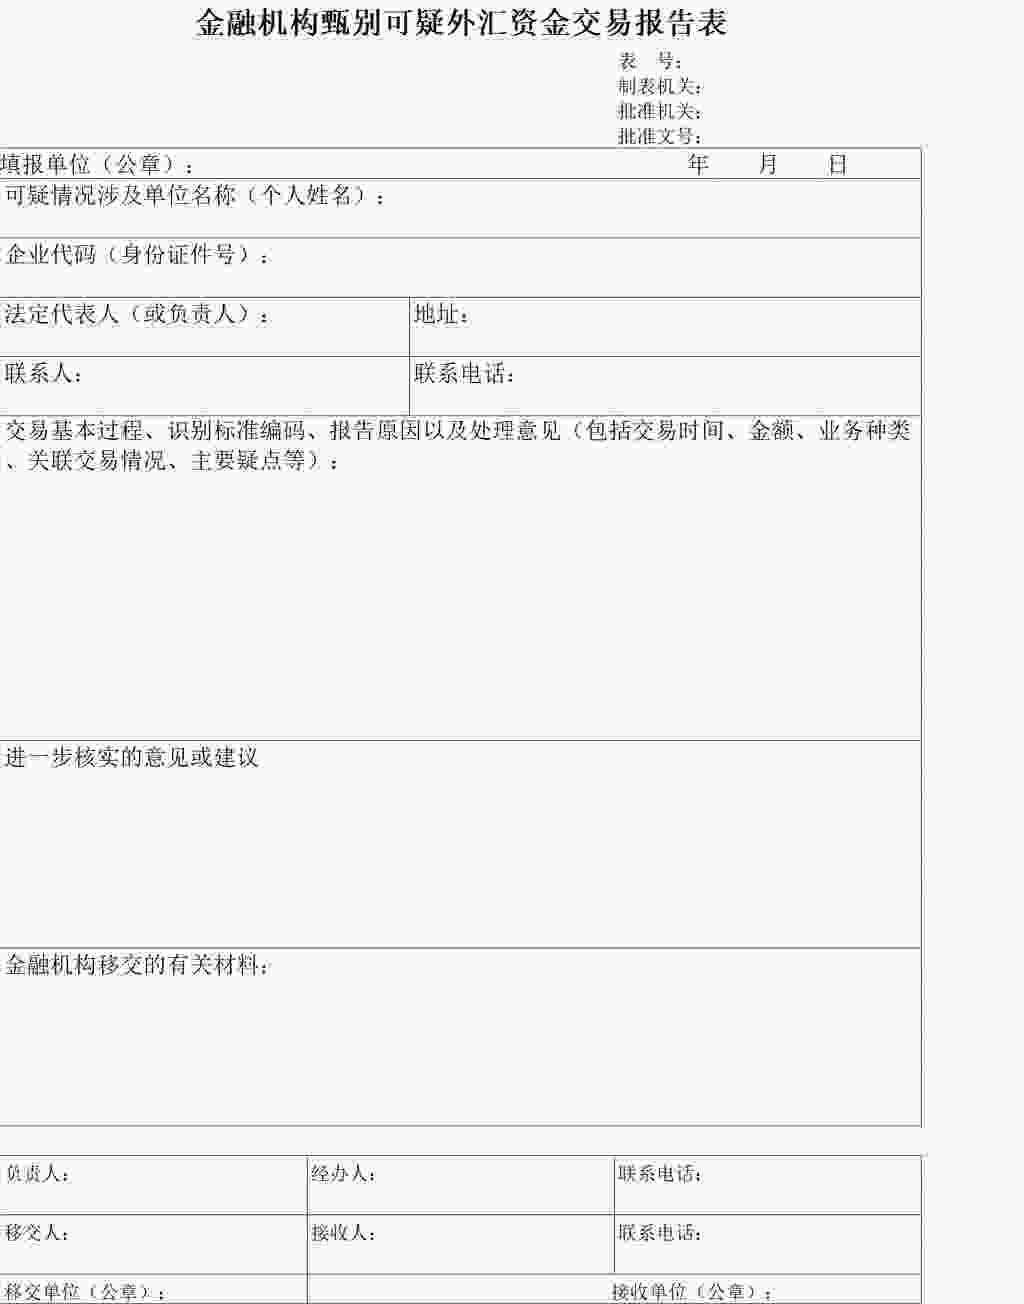 金融机构甄别可疑外汇资金交易报告表
表　号：
制表机关：
批准机关：
批准文号：
填报单位（公章）：　　年　　月　　日
可疑情况涉及单位名称（个人姓名）：
企业代码（身份证件号）：
法定代表人（或负责人）：　　地址：
联系人：　　联系电话：
交易基本过程、识别标准编码、报告原因以及处理意见（包括交易时间、金额、业务种类
、关联交易情况、主要疑点等）：
进一步核实的意见或建议
金融机构移交的有关材料：
负责人：　　经办人：　　联系电话：
移交人：　　接收人：　　联系电话：
移交单位（公章）：　　接收单位（公章）：